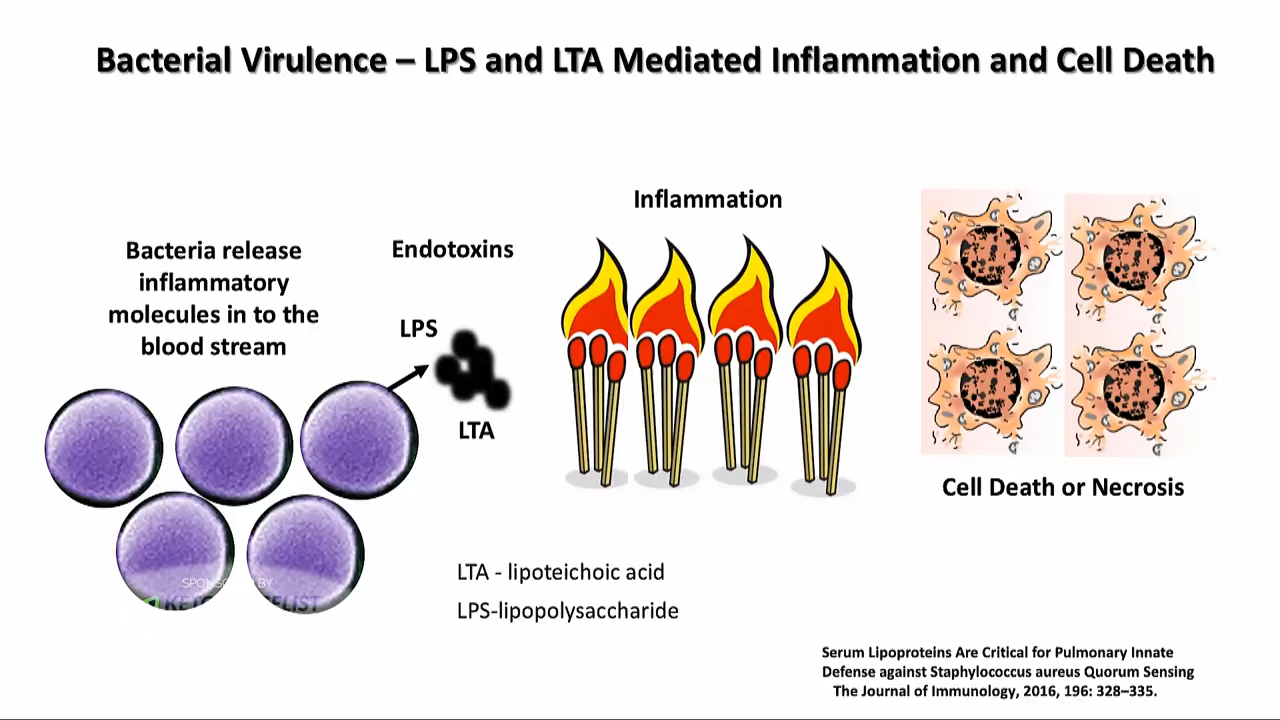 Bacterial Virulence – LPS and LTA Mediated Inflammation and Cell Death
Inflammation
Bacteria release
inflammatory
molecules in to the
blood stream
Endotoxins
LPS
LTA
Cell Death or Necrosis
LTA - lipoteichoic acid
LPS-lipopolysaccharide
SPONSORED BY
Serum Lipoproteins Are Critical for Pulmonary Innate
Defense against Staphylococcus aureus Quorum Sensing
The Journal of Immunology, 2016, 196: 328–335.